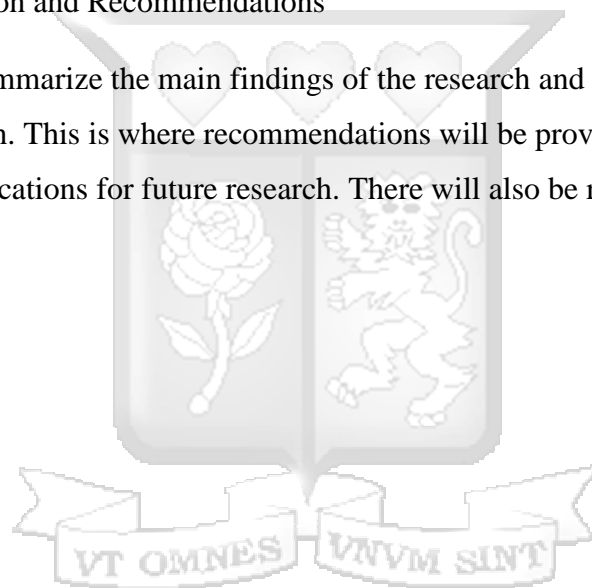 on and Recommendations
mmarize the main findings of the research and
n. This is where recommendations will be prov
ications for future research. There will also be
VT OMNES VNVM SINT